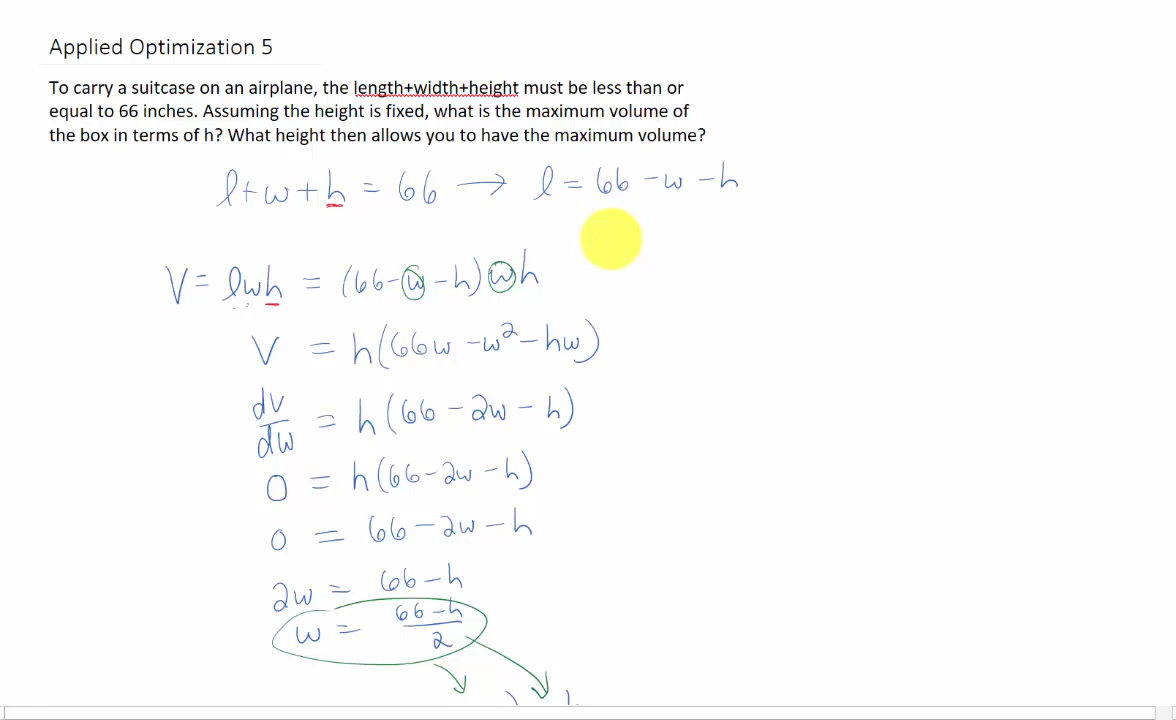 Applied Optimization 5
To carry a suitcase on an airplane, the length+width+height must be less than or
equal to 66 inches. Assuming the height is fixed, what is the maximum volume of
the box in terms of h? What height then allows you to have the maximum volume?
l + w + h = 66 → l = 66 - w - h
V = lwh = (66 - w - h) w h
V = h(66w - w² - hw)
dv/dw = h(66 - 2w - h)
0 = h(66 - 2w - h)
0 = 66 - 2w - h
2w = 66 - h
w = 66 - h / 2